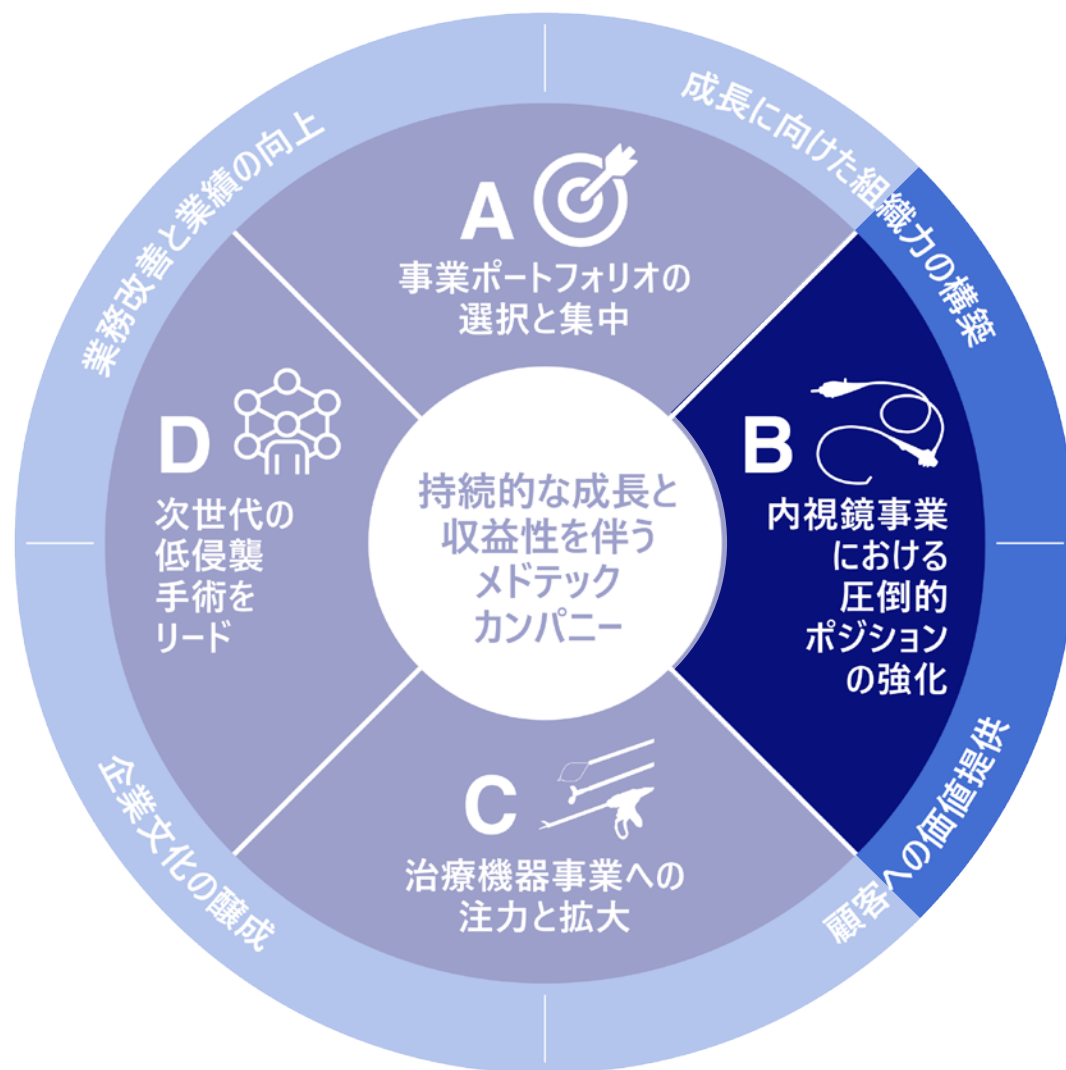 業務改善と業績の向上
成長に向けた組織力の構築
A
事業ポートフォリオの
選択と集中
B
内視鏡事業
における
圧倒的
ポジション
の強化
C
治療機器事業への
注力と拡大
D
次世代の
低侵襲
手術を
リード
持続的な成長と
収益性を伴う
メドテック
カンパニー
企業文化の醸成
顧客への価値提供